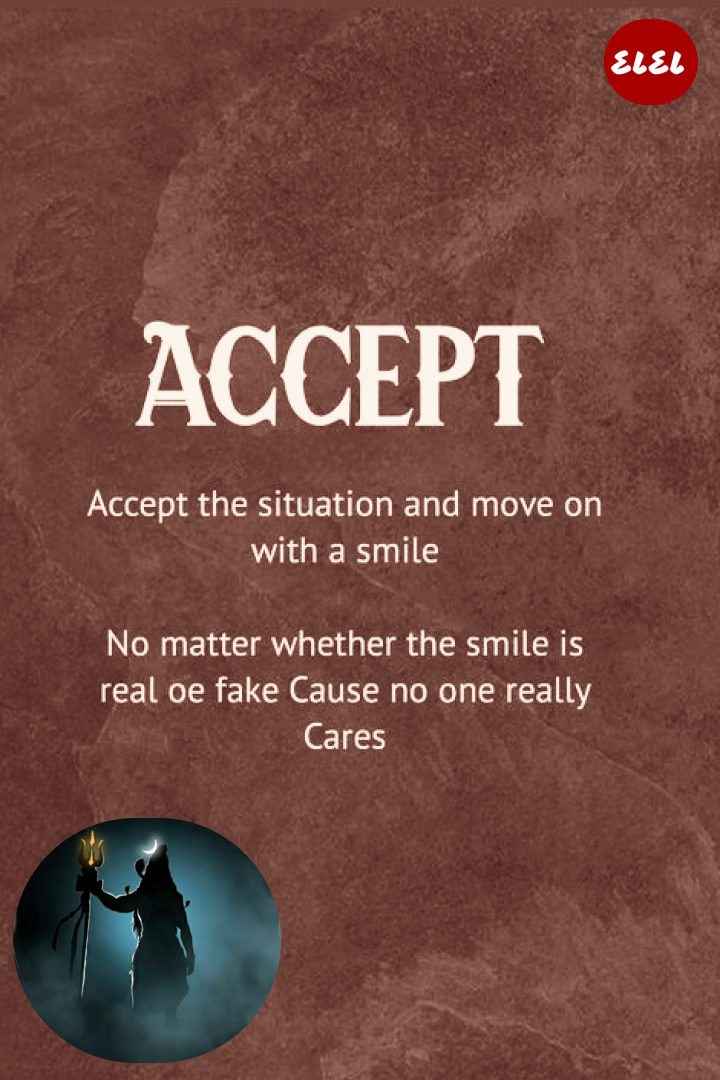 ELEL
ACCEPT
Accept the situation and move on
with a smile
No matter whether the smile is
real oe fake Cause no one really
Cares